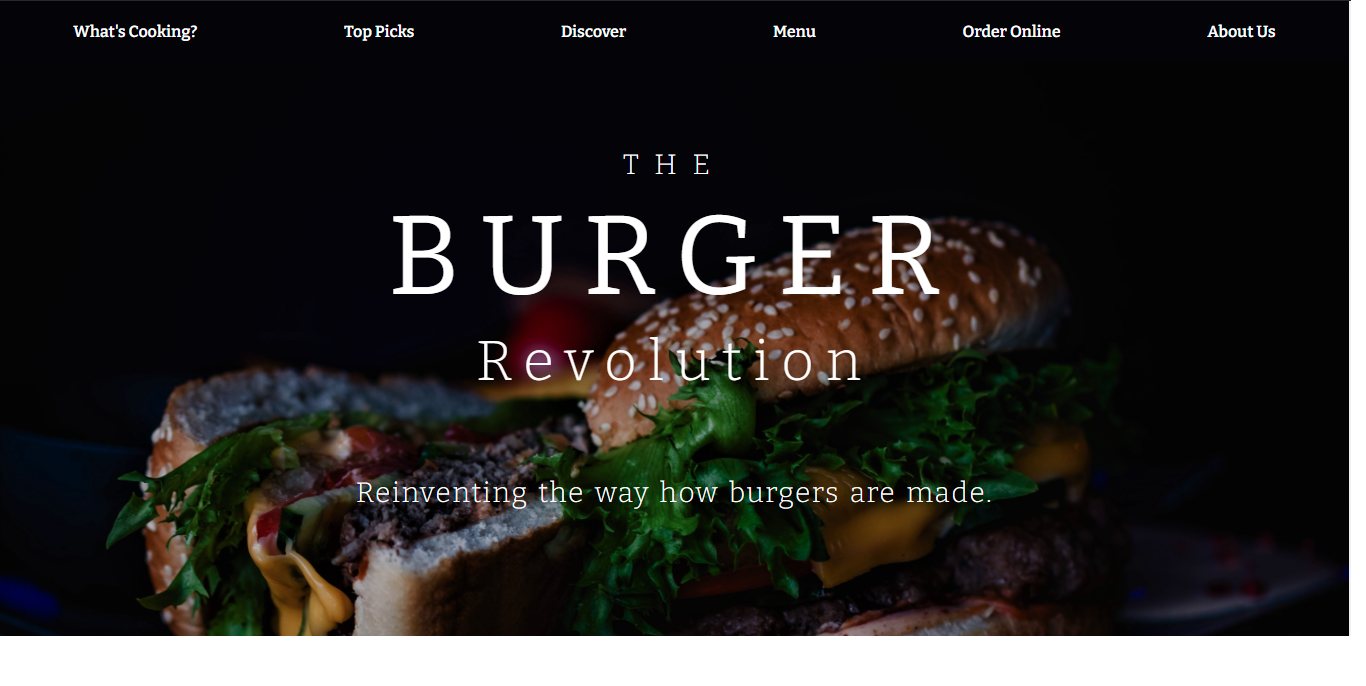 What's Cooking? Top Picks Discover Menu Order Online About Us
THE
BURGER
Revolution
Reinventing the way how burgers are made.